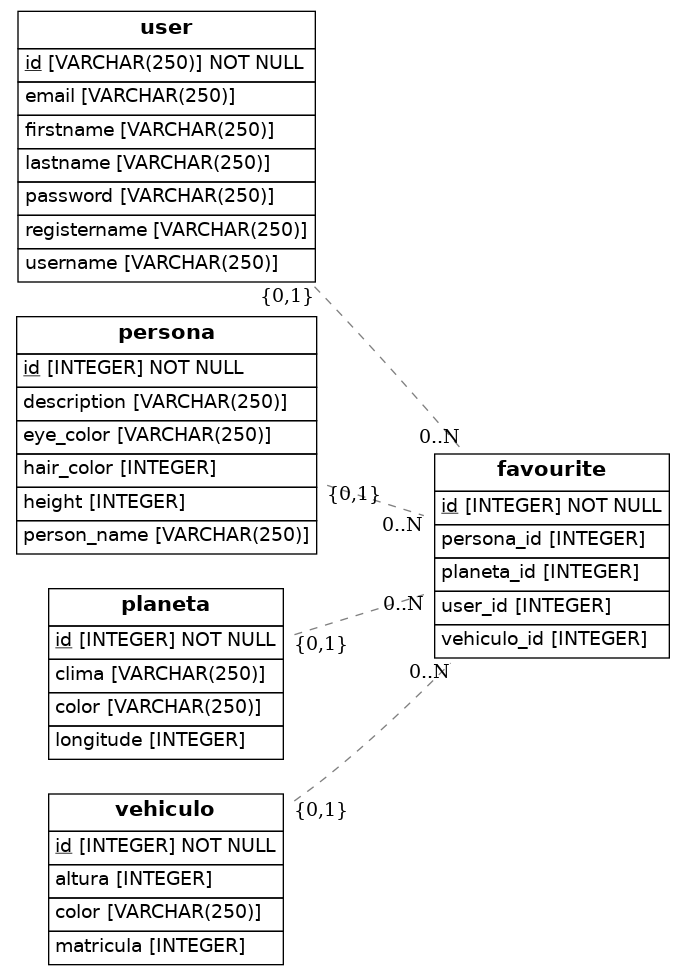 user
id [VARCHAR(250)] NOT NULL
email [VARCHAR(250)]
firstname [VARCHAR(250)]
lastname [VARCHAR(250)]
password [VARCHAR(250)]
registername [VARCHAR(250)]
username [VARCHAR(250)]
{0,1}
0..N
persona
id [INTEGER] NOT NULL
description [VARCHAR(250)]
eye_color [VARCHAR(250)]
hair_color [INTEGER]
height [INTEGER]
person_name [VARCHAR(250)]
{0,1}
0..N
planeta
id [INTEGER] NOT NULL
clima [VARCHAR(250)]
color [VARCHAR(250)]
longitude [INTEGER]
{0,1}
0..N
vehiculo
id [INTEGER] NOT NULL
altura [INTEGER]
color [VARCHAR(250)]
matricula [INTEGER]
{0,1}
0..N
favourite
id [INTEGER] NOT NULL
persona_id [INTEGER]
planeta_id [INTEGER]
user_id [INTEGER]
vehiculo_id [INTEGER]